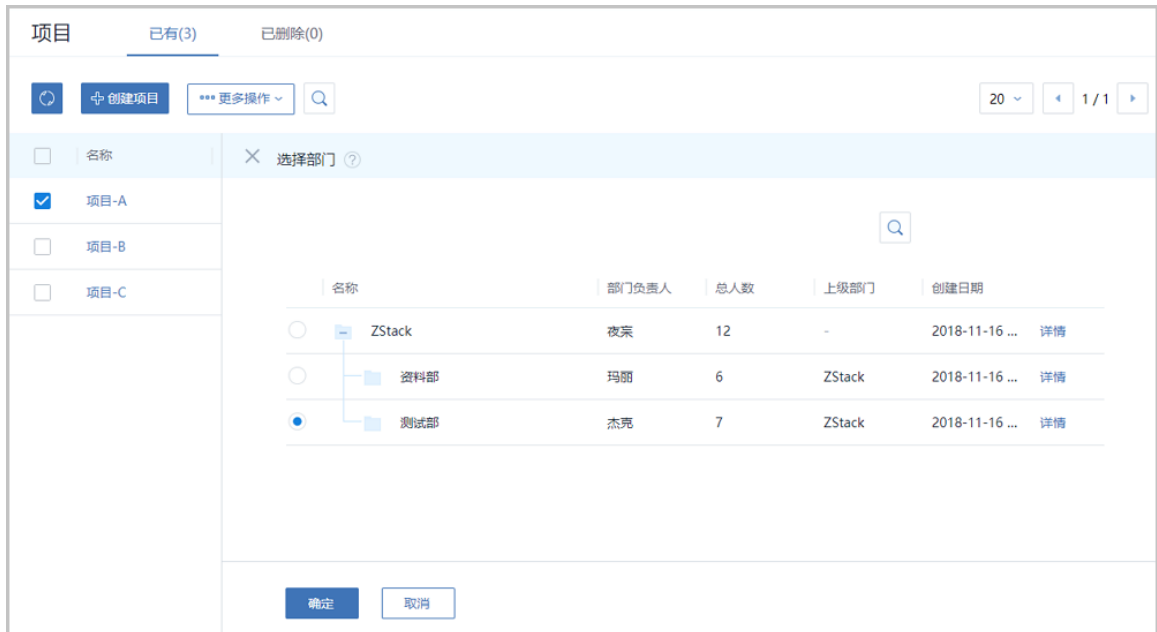 项目 已有(3) 已删除(0)
创建项目 ••• 更多操作 20 1 / 1
名称 选择部门 ?
项目-A
项目-B
项目-C
名称 部门负责人 总人数 上级部门 创建日期
ZStack 夜寀 12 - 2018-11-16 ... 详情
资料部 玛丽 6 ZStack 2018-11-16 ... 详情
测试部 杰克 7 ZStack 2018-11-16 ... 详情
确定 取消